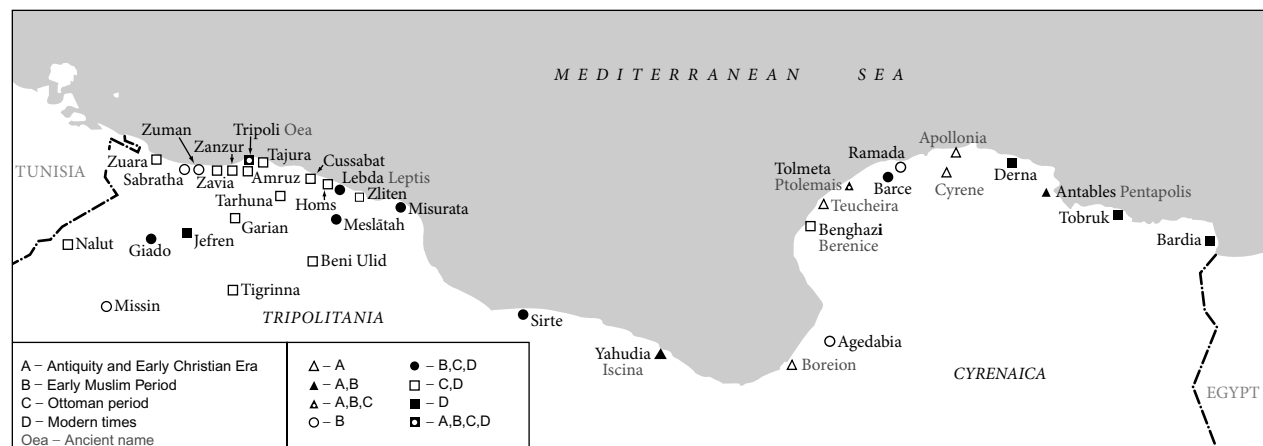 MEDITERRANEAN SEA
TUNISIA
Zuman
Zanzur
Tripoli Oea
Tajura
Zuara
Sabratha
Zavia
Amruz
Cussabat
Lebda Leptis
Zliten
Tarhuna
Homs
Misurata
Garian
Meslātah
Nalut
Giado
Jefren
Beni Ulid
Missin
Tigrinna
TRIPOLITANIA
Sirte
Yahudia
Iscina
Boreion
Agedabia
Benghazi
Berenice
Teucheira
Tolmeta
Ptolemais
Barce
Ramada
Apollonia
Cyrene
Derna
Antables Pentapolis
Tobruk
Bardia
CYRENAICA
EGYPT
A – Antiquity and Early Christian Era
B – Early Muslim Period
C – Ottoman period
D – Modern times
Oea – Ancient name
– A
– A,B
– A,B,C
– B
– B,C,D
– C,D
– D
– A,B,C,D